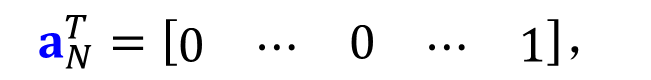 𝐚_N^T = [0 ⋯ 0 ⋯ 1],